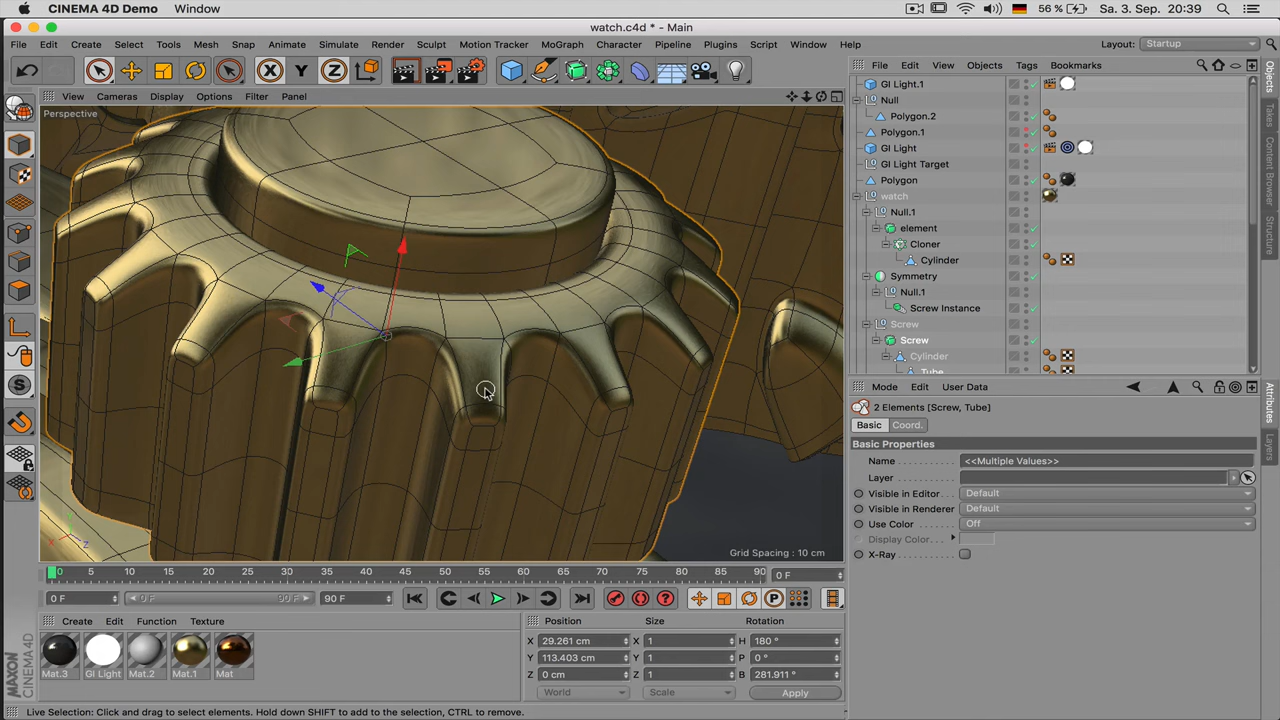 CINEMA 4D Demo Window 56 % Sa. 3. Sep. 20:39
watch.c4d * - Main
File Edit Create Select Tools Mesh Snap Animate Simulate Render Sculpt Motion Tracker MoGraph Character Pipeline Plugins Script Window Help Layout: Startup
X Y Z
File Edit View Objects Tags Bookmarks
View Cameras Display Options Filter Panel
Perspective
GI Light.1
Null
Polygon.2
Polygon.1
GI Light
GI Light Target
Polygon
watch
Null.1
element
Cloner
Cylinder
Symmetry
Null.1
Screw Instance
Screw
Screw
Cylinder
Tube
Objects
Takes
Content Browser
Structure
Mode Edit User Data
2 Elements [Screw, Tube]
Basic Coord.
Basic Properties
Name <<Multiple Values>>
Layer
Visible in Editor Default
Visible in Renderer Default
Use Color Off
Display Color
X-Ray
Attributes
Layers
Grid Spacing : 10 cm
0 5 10 15 20 25 30 35 40 45 50 55 60 65 70 75 80 85 90 0 F
0 F 0 F 90 F 90 F
Create Edit Function Texture
Mat.3 GI Light Mat.2 Mat.1 Mat
Position Size Rotation
X 29.261 cm X 1 H 180 °
Y 113.403 cm Y 1 P 0 °
Z 0 cm Z 1 B 281.911 °
World Scale Apply
MAXON CINEMA 4D
Live Selection: Click and drag to select elements. Hold down SHIFT to add to the selection, CTRL to remove.